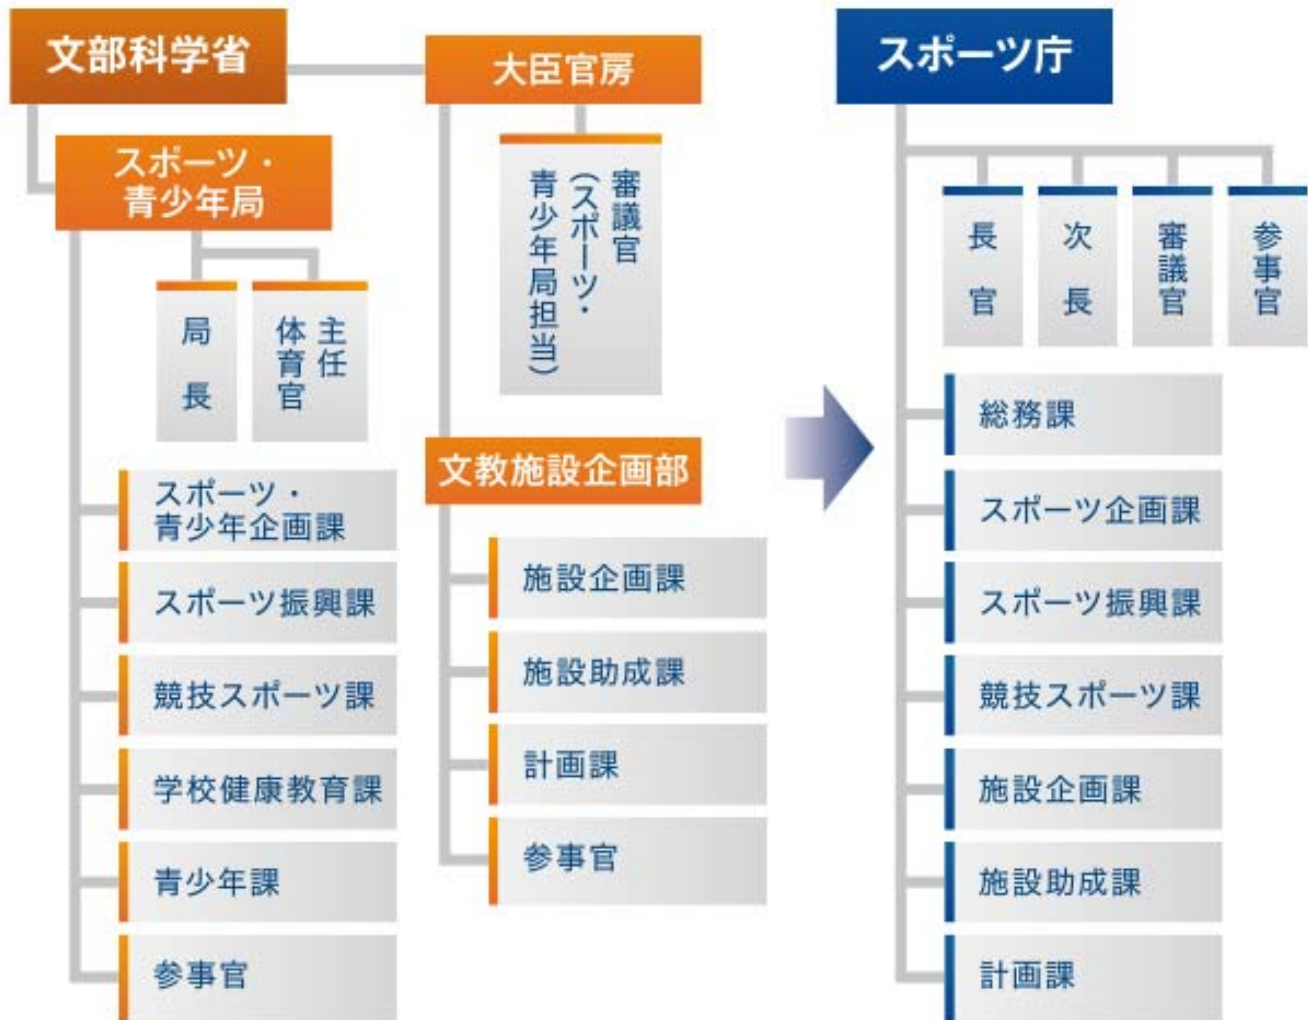 文部科学省
スポーツ・
青少年局
局長
主任
体育官
スポーツ・
青少年企画課
スポーツ振興課
競技スポーツ課
学校健康教育課
青少年課
参事官
大臣官房
審議官
(スポーツ・
青少年局担当)
文教施設企画部
施設企画課
施設助成課
計画課
参事官
スポーツ庁
長官
次長
審議官
参事官
総務課
スポーツ企画課
スポーツ振興課
競技スポーツ課
施設企画課
施設助成課
計画課